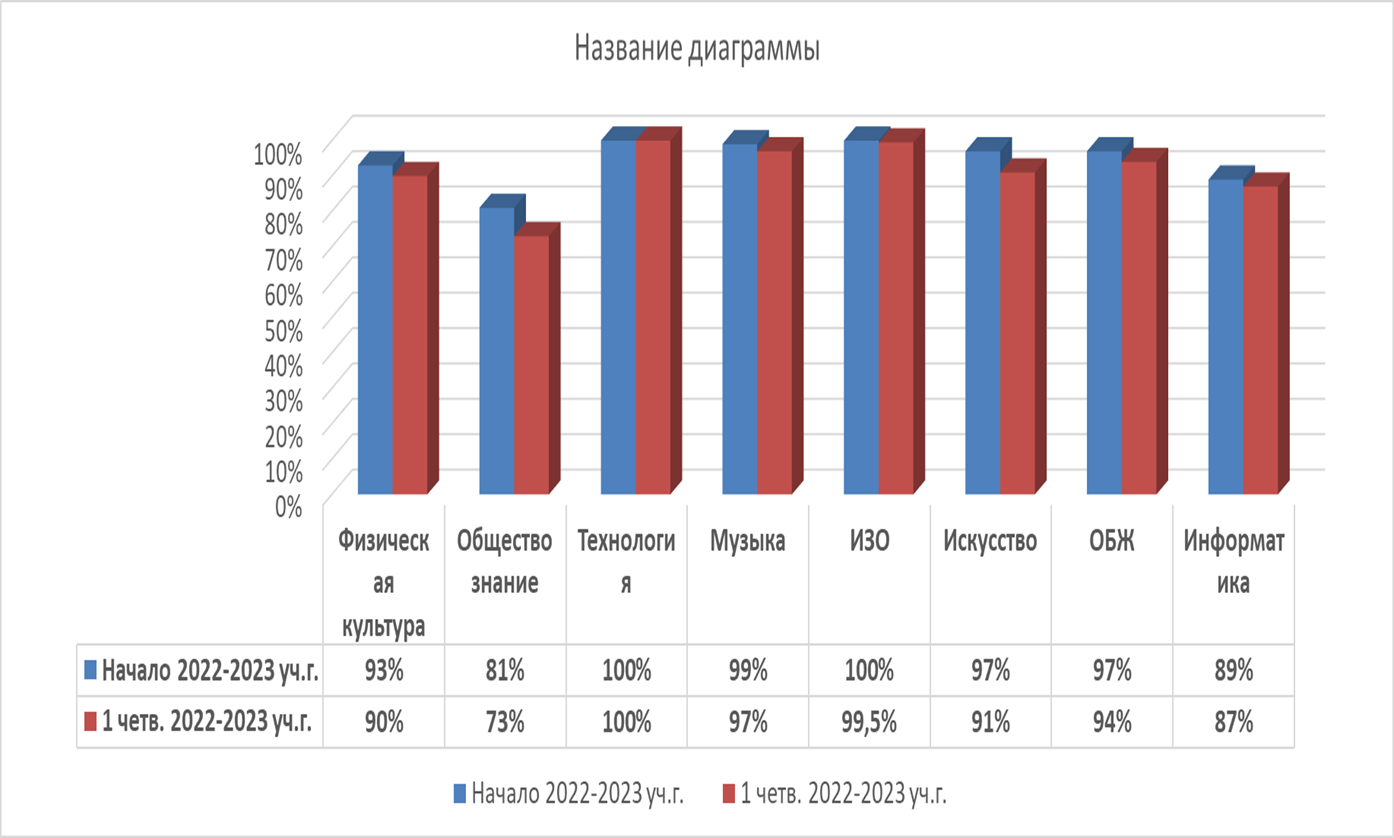 Название диаграммы
100%
90%
80%
70%
60%
50%
40%
30%
20%
10%
0%
Физическ
ая
культура
Общество
знание
Технологи
я
Музыка
ИЗО
Искусство
ОБЖ
Информат
ика
Начало 2022-2023 уч.г. 93% 81% 100% 99% 100% 97% 97% 89%
1 четв. 2022-2023 уч.г. 90% 73% 100% 97% 99,5% 91% 94% 87%
Начало 2022-2023 уч.г. 1 четв. 2022-2023 уч.г.